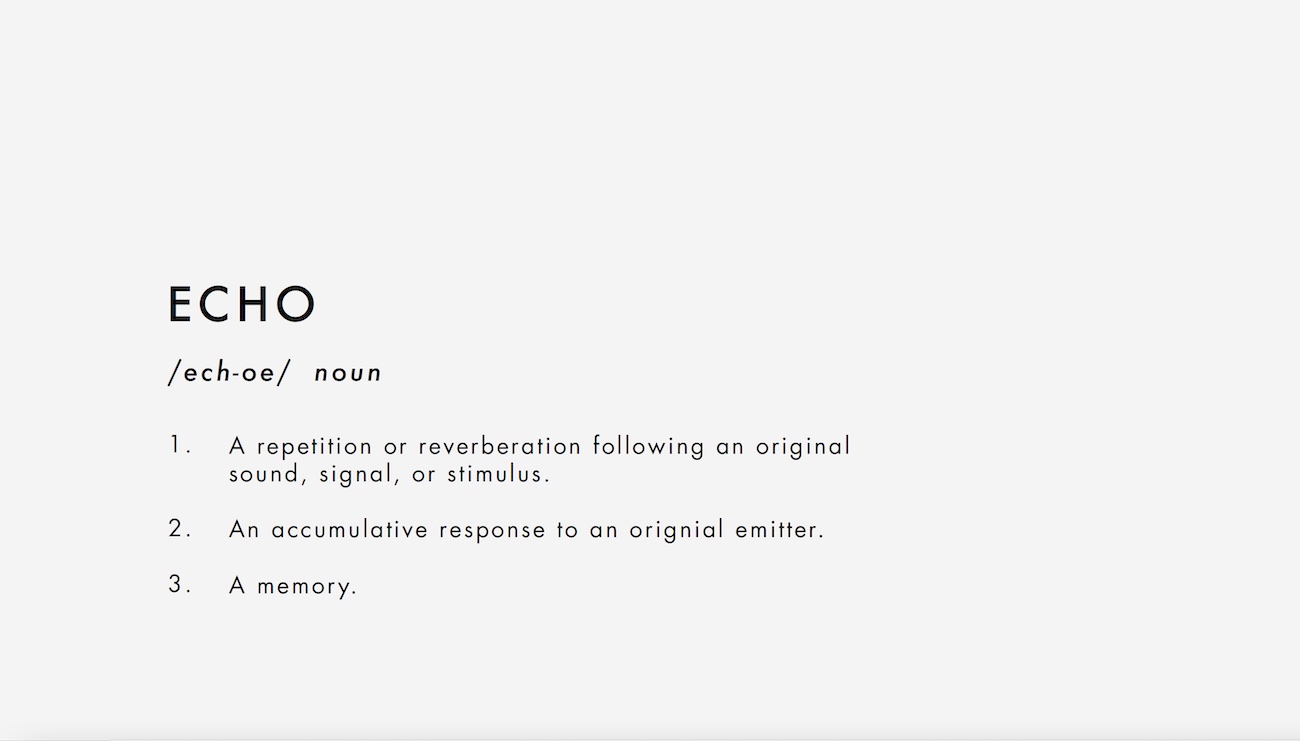 ECHO
/ech-oe/ noun
1. A repetition or reverberation following an original
sound, signal, or stimulus.
2. An accumulative response to an orignial emitter.
3. A memory.